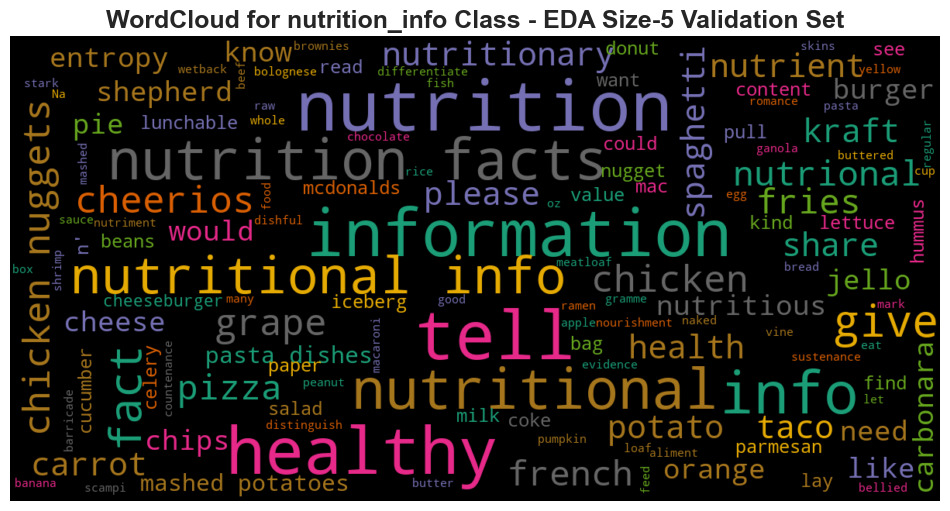 WordCloud for nutrition_info Class - EDA Size-5 Validation Set
entropy
know
brownies
nutritionary
donut
skins
see
wetback
bolognese
read
differentiate
want
nutrient
yellow
stark
Na
shepherd
beef
raw
whole
fish
nutrition
spaghetti
content
romance
burger
pie
lunchable
chocolate
could
pull
pasta
kraft
regular
ganola
nuggets
mashed
nutrition facts
rice
nugget
mac
buttered
nutrional
cup
cheerios
food
mcdonalds
please
value
oz
egg
fries
sauce
nutriment
dishful
would
information
kind
lettuce
hummus
n'
beans
share
box
shrimp
nutritional info
meatloaf
chicken
bread
jello
cheeseburger
many
iceberg
good
gramme
nutritious
mark
cheese
grape
macaroni
tell
ramen
apple
nourishment
naked
vine
give
eat
chicken
fact
celery
countenance
pasta dishes
paper
bag
health
sustenance
evidence
carbonara
cucumber
pizza
peanut
nutritional
info
find
let
barricade
salad
distinguish
milk
coke
potato
taco
need
chips
healthy
pumpkin
loaf
aliment
parmesan
carrot
mashed potatoes
french
feed
orange
lay
like
banana
scampi
butter
bellied